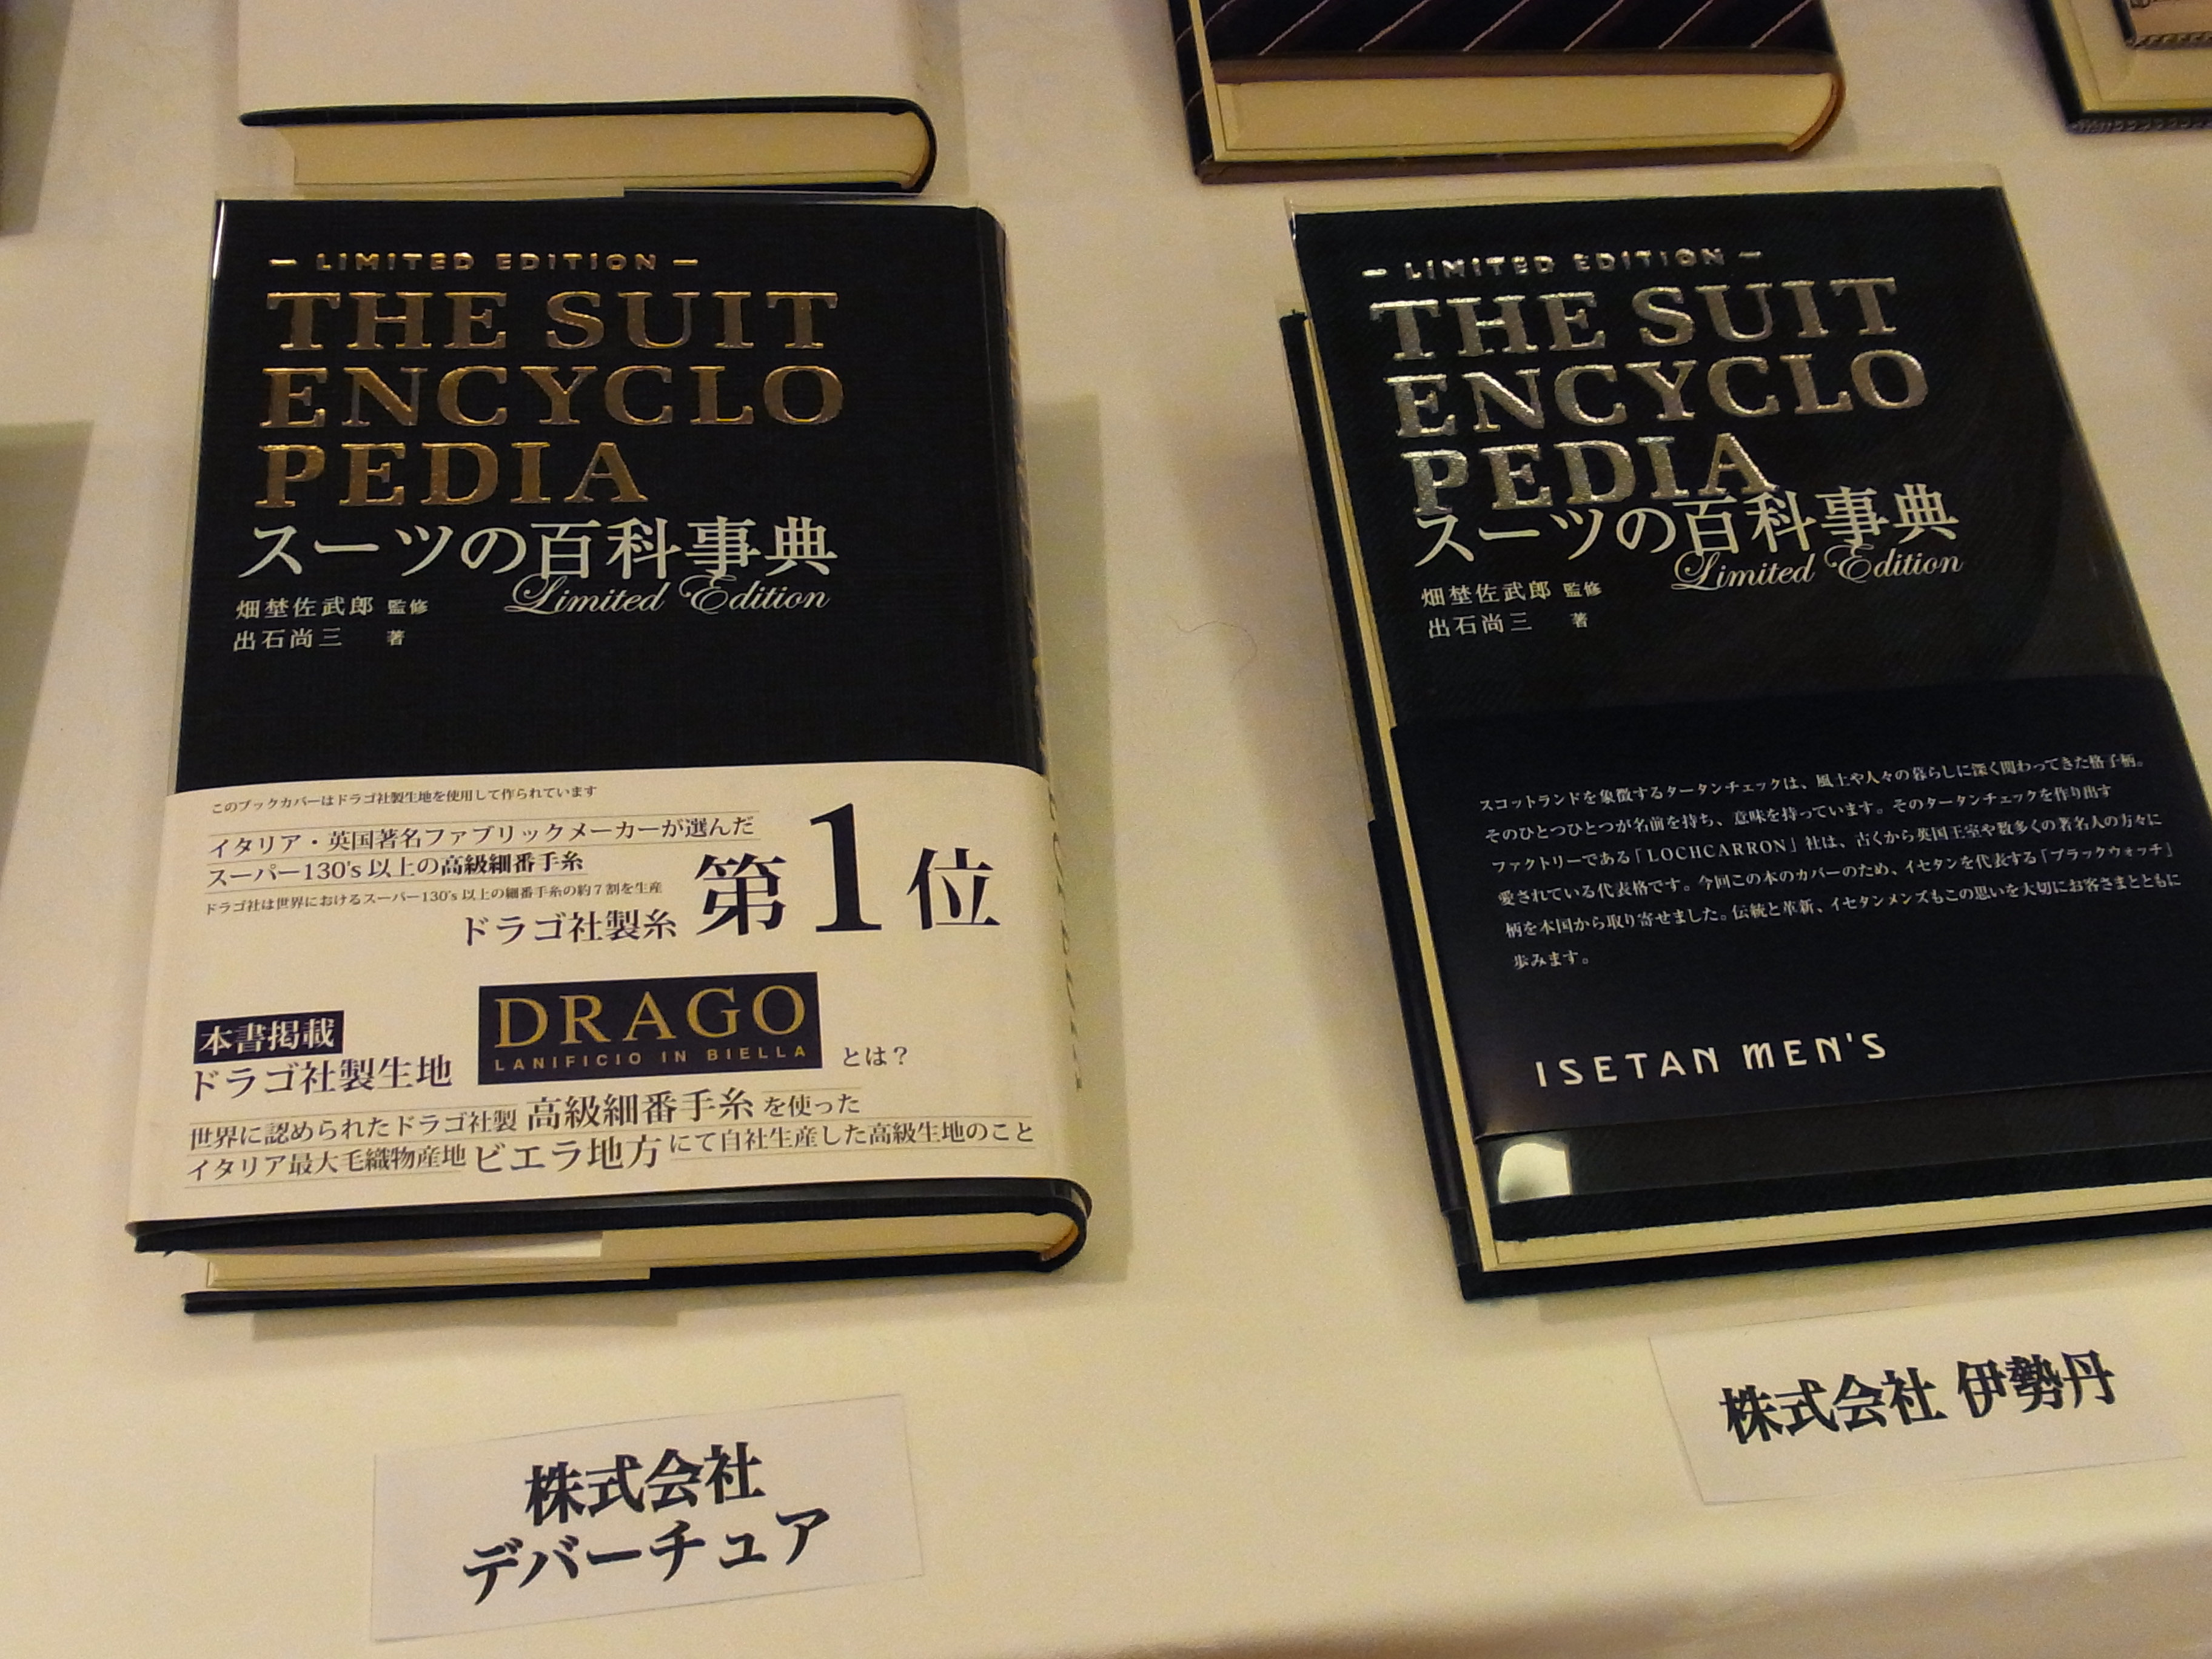 — LIMITED EDITION —
THE SUIT
ENCYCLO
PEDIA
スーツの百科事典
Limited Edition
畑埜佐武郎 監修
出石尚三 著
このブックカバーはドラゴ社製生地を使用して作られています
イタリア・英国著名ファブリックメーカーが選んだ
スーパー130's以上の高級細番手糸
ドラゴ社は世界におけるスーパー130's以上の細番手糸の約7割を生産
ドラゴ社製糸 第1位
本書掲載
ドラゴ社製生地
DRAGO
LANIFICIO IN BIELLA
とは？
世界に認められたドラゴ社製 高級細番手糸 を使った
イタリア最大毛織物産地 ビエラ地方 にて自社生産した高級生地のこと
株式会社
デバーチュア
— LIMITED EDITION —
THE SUIT
ENCYCLO
PEDIA
スーツの百科事典
Limited Edition
畑埜佐武郎 監修
出石尚三 著
スコットランドを象徴するタータンチェックは、風土や人々の暮らしに深く関わってきた格子柄。
そのひとつひとつが名前を持ち、意味を持っています。そのタータンチェックを作り出す
ファクトリーである「LOCHCARRON」社は、古くから英国王室や数多くの著名人の方々に
愛されている代表格です。今回この本のカバーのため、イセタンを代表する「ブラックウォッチ」
柄を本国から取り寄せました。伝統と革新、イセタンメンズもこの思いを大切にお客さまとともに
歩みます。
ISETAN MEN'S
株式会社 伊勢丹